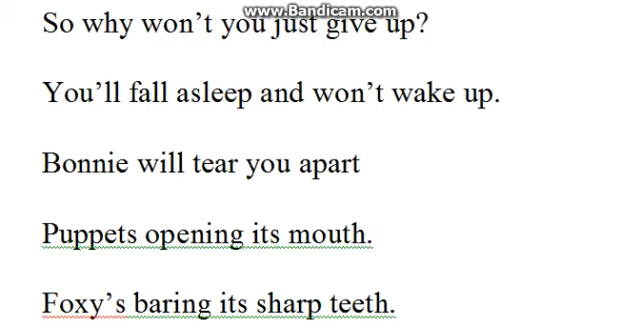 www.Bandicam.com
So why won't you just give up?
You'll fall asleep and won't wake up.
Bonnie will tear you apart
Puppets opening its mouth.
Foxy's baring its sharp teeth.